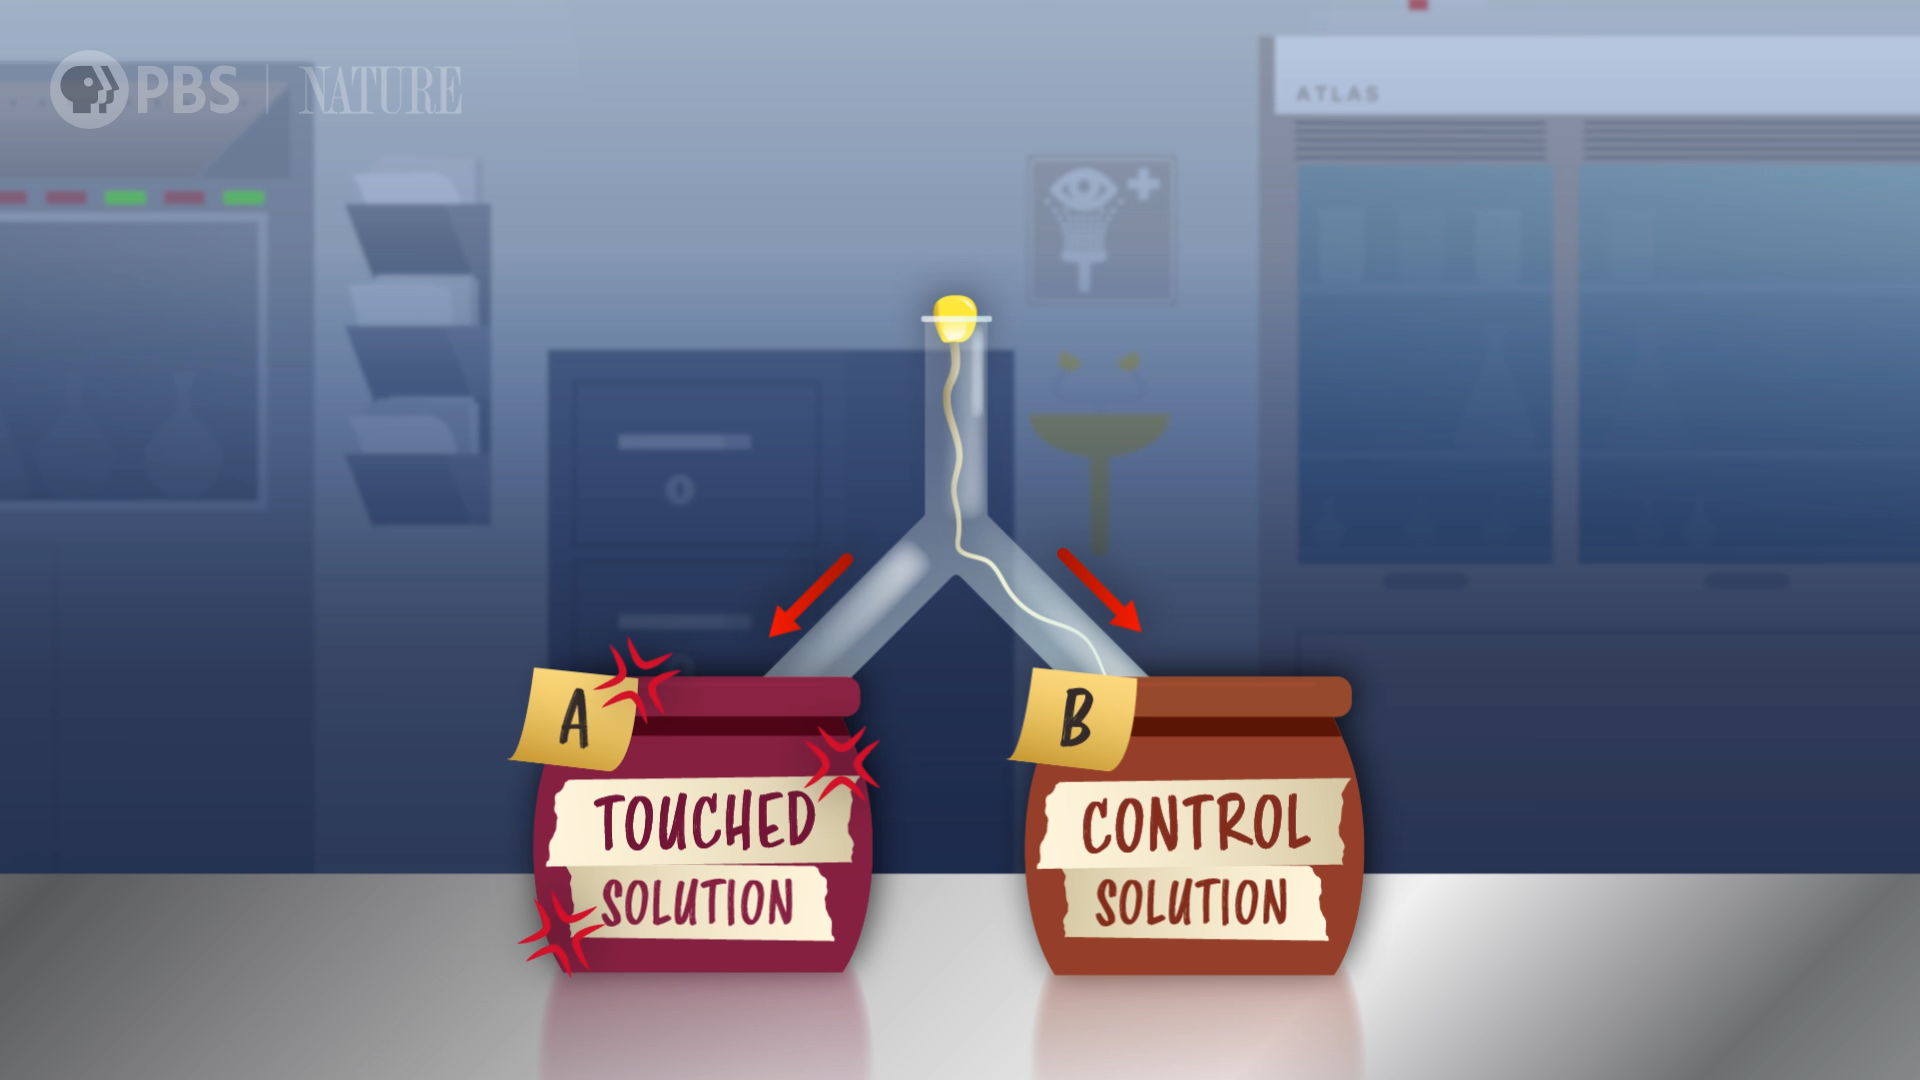 PBS | NATURE
ATLAS
A
B
TOUCHED
SOLUTION
CONTROL
SOLUTION